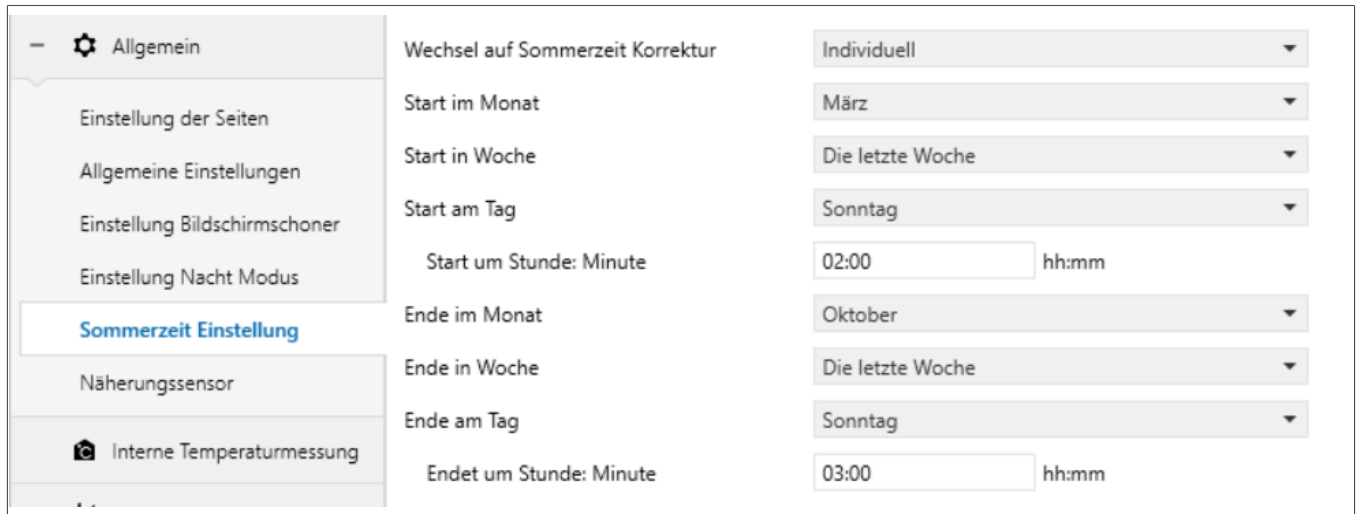 Allgemein
Einstellung der Seiten
Allgemeine Einstellungen
Einstellung Bildschirmschoner
Einstellung Nacht Modus
Sommerzeit Einstellung
Näherungssensor
Interne Temperaturmessung
Wechsel auf Sommerzeit Korrektur Individuell
Start im Monat März
Start in Woche Die letzte Woche
Start am Tag Sonntag
Start um Stunde: Minute 02:00 hh:mm
Ende im Monat Oktober
Ende in Woche Die letzte Woche
Ende am Tag Sonntag
Endet um Stunde: Minute 03:00 hh:mm